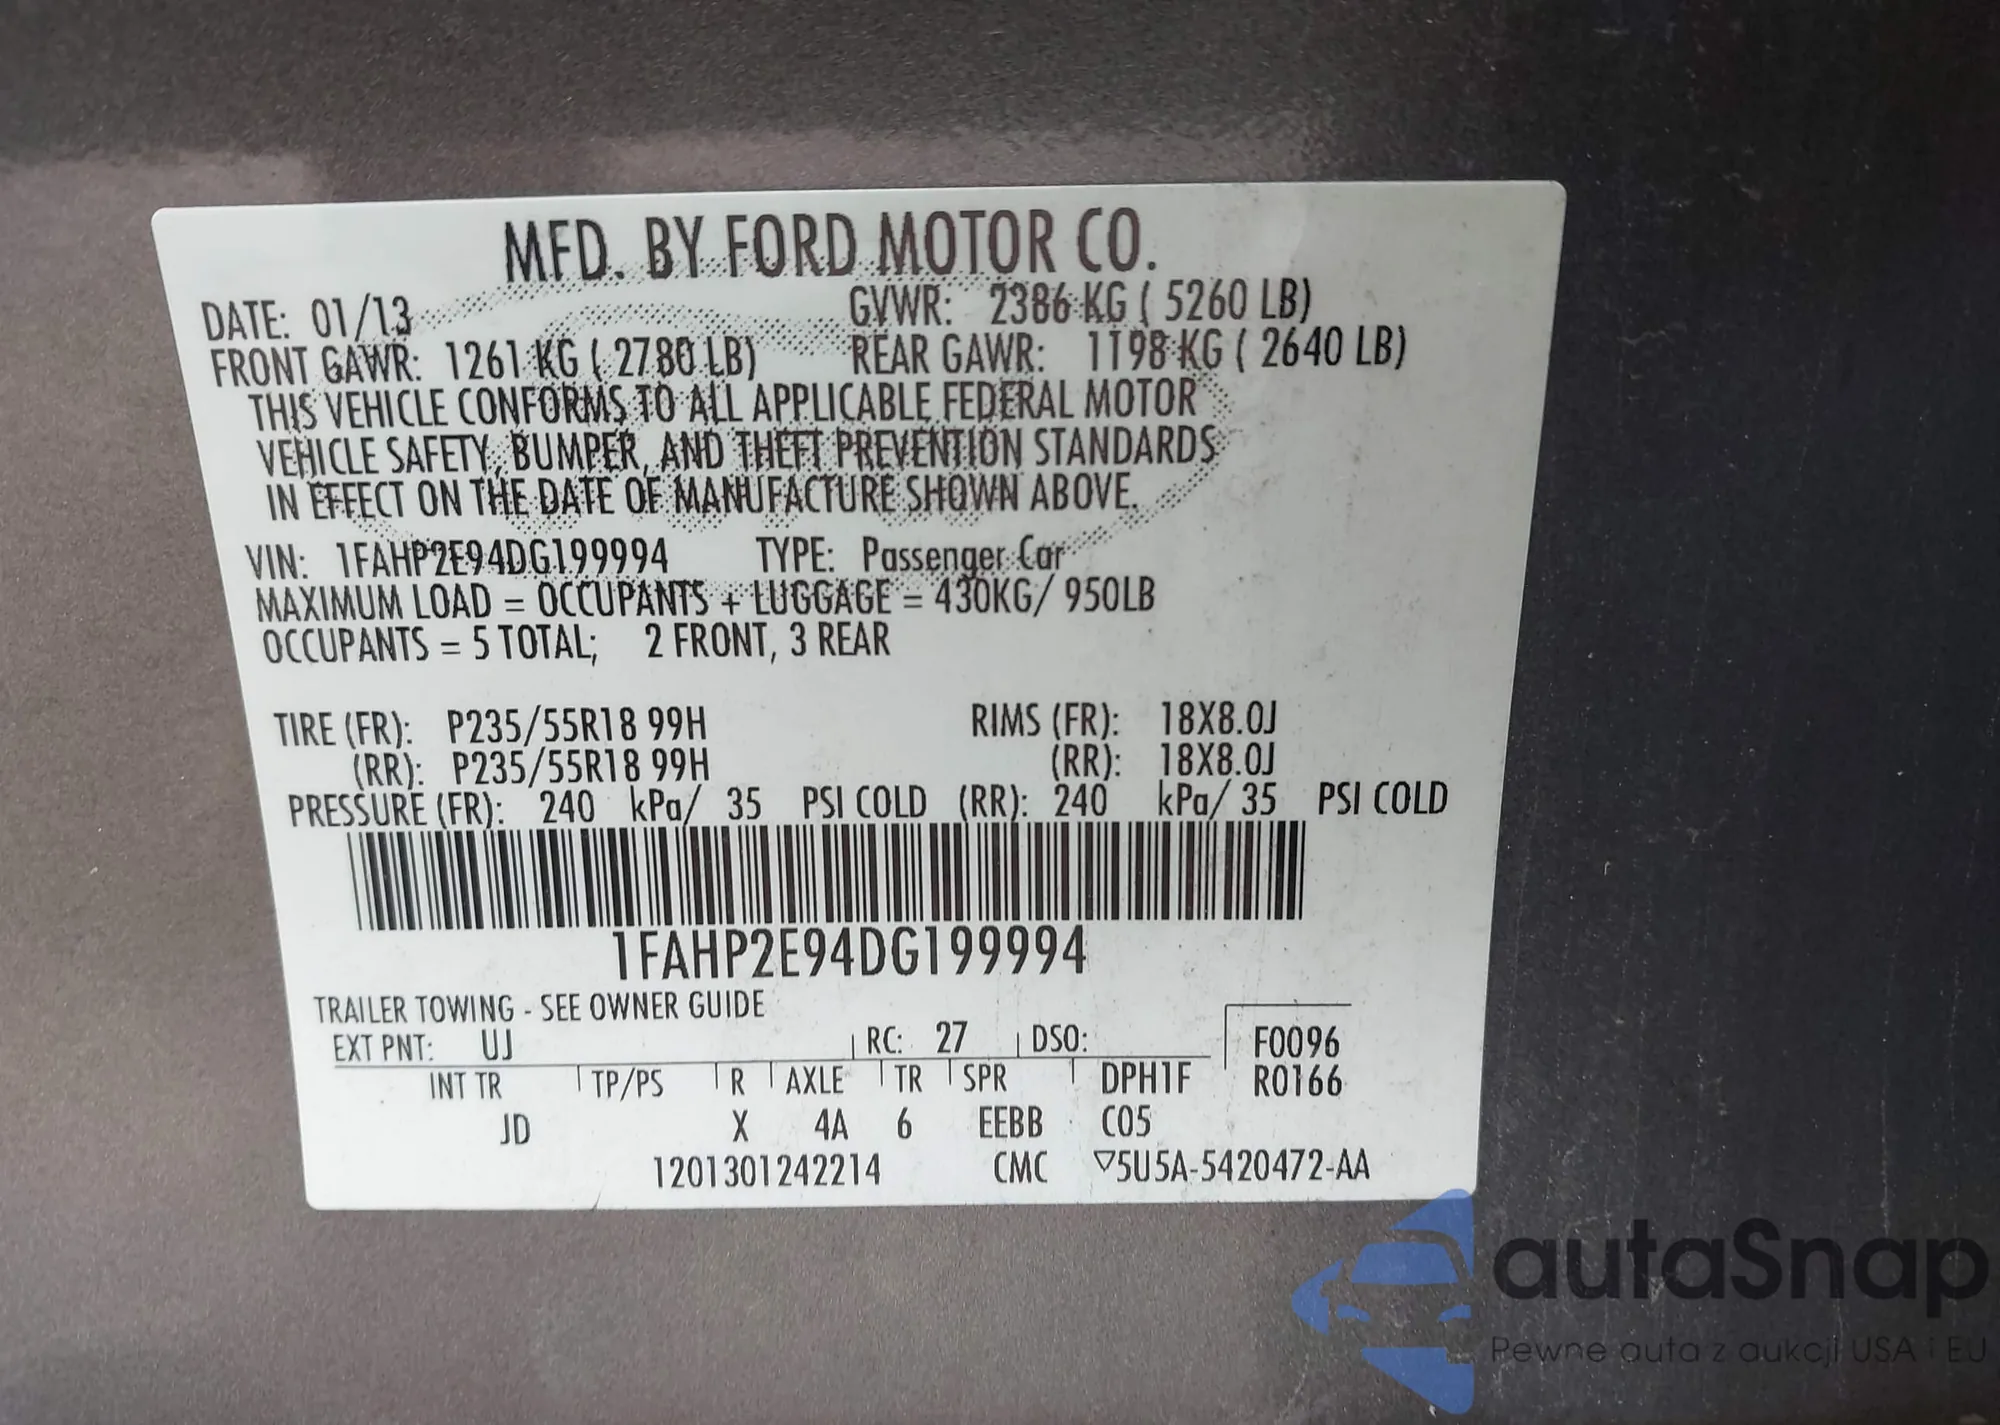 MFD. BY FORD MOTOR CO.
DATE: 01/13 GVWR: 2386 KG ( 5260 LB)
FRONT GAWR: 1261 KG ( 2780 LB) REAR GAWR: 1198 KG ( 2640 LB)
THIS VEHICLE CONFORMS TO ALL APPLICABLE FEDERAL MOTOR
VEHICLE SAFETY, BUMPER, AND THEFT PREVENTION STANDARDS
IN EFFECT ON THE DATE OF MANUFACTURE SHOWN ABOVE.
VIN: 1FAHP2E94DG199994 TYPE: Passenger Car
MAXIMUM LOAD = OCCUPANTS + LUGGAGE = 430KG/ 950LB
OCCUPANTS = 5 TOTAL; 2 FRONT, 3 REAR
TIRE (FR): P235/55R18 99H RIMS (FR): 18X8.0J
(RR): P235/55R18 99H (RR): 18X8.0J
PRESSURE (FR): 240 kPa/ 35 PSI COLD (RR): 240 kPa/ 35 PSI COLD
1FAHP2E94DG199994
TRAILER TOWING - SEE OWNER GUIDE
EXT PNT: UJ RC: 27 DSO: F0096
INT TR TP/PS R AXLE TR SPR DPH1F R0166
JD X 4A 6 EEBB C05
1201301242214 CMC ▽5U5A-5420472-AA
autaSnap
Pewne auta z aukcji USA i EU